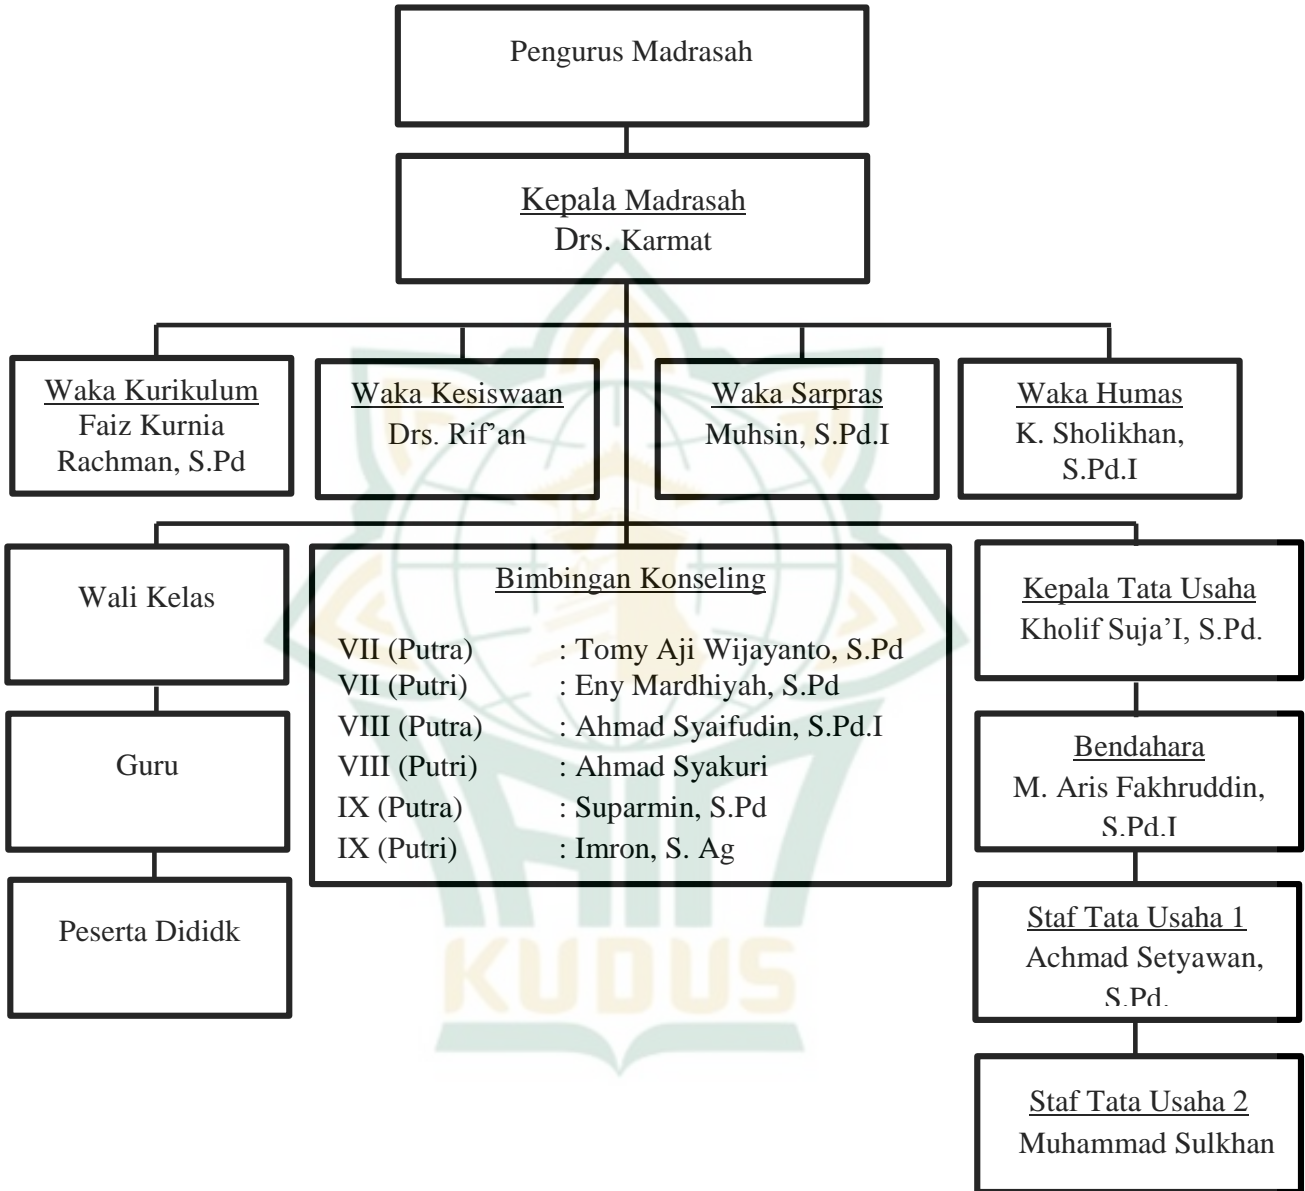 Pengurus Madrasah
Kepala Madrasah
Drs. Karmat
Waka Kurikulum
Faiz Kurnia
Rachman, S.Pd
Waka Kesiswaan
Drs. Rif’an
Waka Sarpras
Muhsin, S.Pd.I
Waka Humas
K. Sholikhan,
S.Pd.I
Wali Kelas
Guru
Peserta Dididk
Bimbingan Konseling
VII (Putra) : Tomy Aji Wijayanto, S.Pd
VII (Putri) : Eny Mardhiyah, S.Pd
VIII (Putra) : Ahmad Syaifudin, S.Pd.I
VIII (Putri) : Ahmad Syakuri
IX (Putra) : Suparmin, S.Pd
IX (Putri) : Imron, S. Ag
Kepala Tata Usaha
Kholif Suja’I, S.Pd.
Bendahara
M. Aris Fakhruddin,
S.Pd.I
Staf Tata Usaha 1
Achmad Setyawan,
S.Pd.
Staf Tata Usaha 2
Muhammad Sulkhan
IAIN
KUDUS